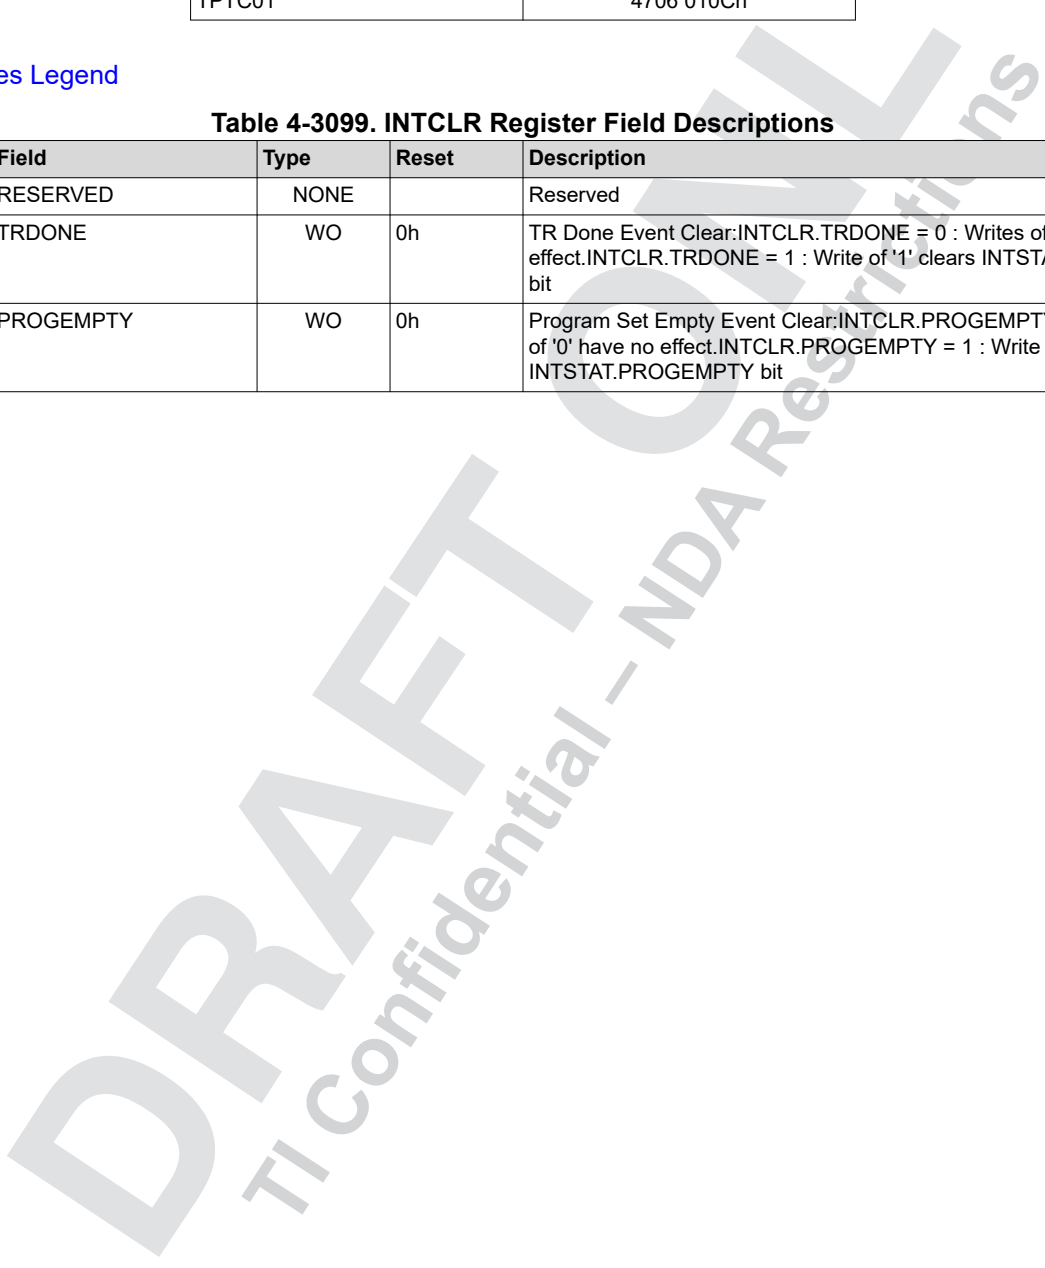 TPTC01 4706 010Ch
es Legend
Table 4-3099. INTCLR Register Field Descriptions
Field Type Reset Description
RESERVED NONE Reserved
TRDONE WO 0h TR Done Event Clear:INTCLR.TRDONE = 0 : Writes of
effect.INTCLR.TRDONE = 1 : Write of '1' clears INTSTA
bit
PROGEMPTY WO 0h Program Set Empty Event Clear:INTCLR.PROGEMPTY
of '0' have no effect.INTCLR.PROGEMPTY = 1 : Write
INTSTAT.PROGEMPTY bit
DRAFT ONL
TI Confidential — NDA Restrictions